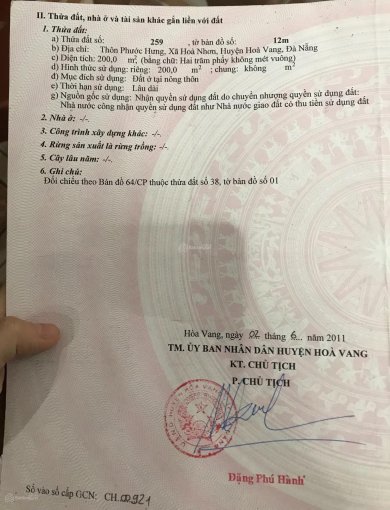 II. Thửa đất, nhà ở và tài sản khác gắn liền với đất
1. Thửa đất:
a) Thửa đất số: 259 , tờ bản đồ số: 12m
b) Địa chỉ: Thôn Phước Hưng, Xã Hoà Nhơn, Huyện Hoà Vang, Đà Nẵng
c) Diện tích: 200,0 m², (bằng chữ: Hai trăm phẩy không mét vuông)
d) Hình thức sử dụng: riêng: 200,0 m² ; chung: không m²
đ) Mục đích sử dụng: Đất ở tại nông thôn
e) Thời hạn sử dụng: Lâu dài
g) Nguồn gốc sử dụng: Nhận quyền sử dụng đất do chuyển nhượng quyền sử dụng đất:
Nhà nước công nhận quyền sử dụng đất như Nhà nước giao đất có thu tiền sử dụng đất
2. Nhà ở: -/-
3. Công trình xây dựng khác: -/-
4. Rừng sản xuất là rừng trồng: -/-
5. Cây lâu năm: -/-
6. Ghi chú:
Đối chiếu theo Bản đồ 64/CP thuộc thửa đất số 38, tờ bản đồ số 01
Hòa Vang, ngày 02 tháng 6 năm 2011
TM. ỦY BAN NHÂN DÂN HUYỆN HOÀ VANG
KT. CHỦ TỊCH
P. CHỦ TỊCH
Đặng Phú Hành
Số vào sổ cấp GCN: CH.00921